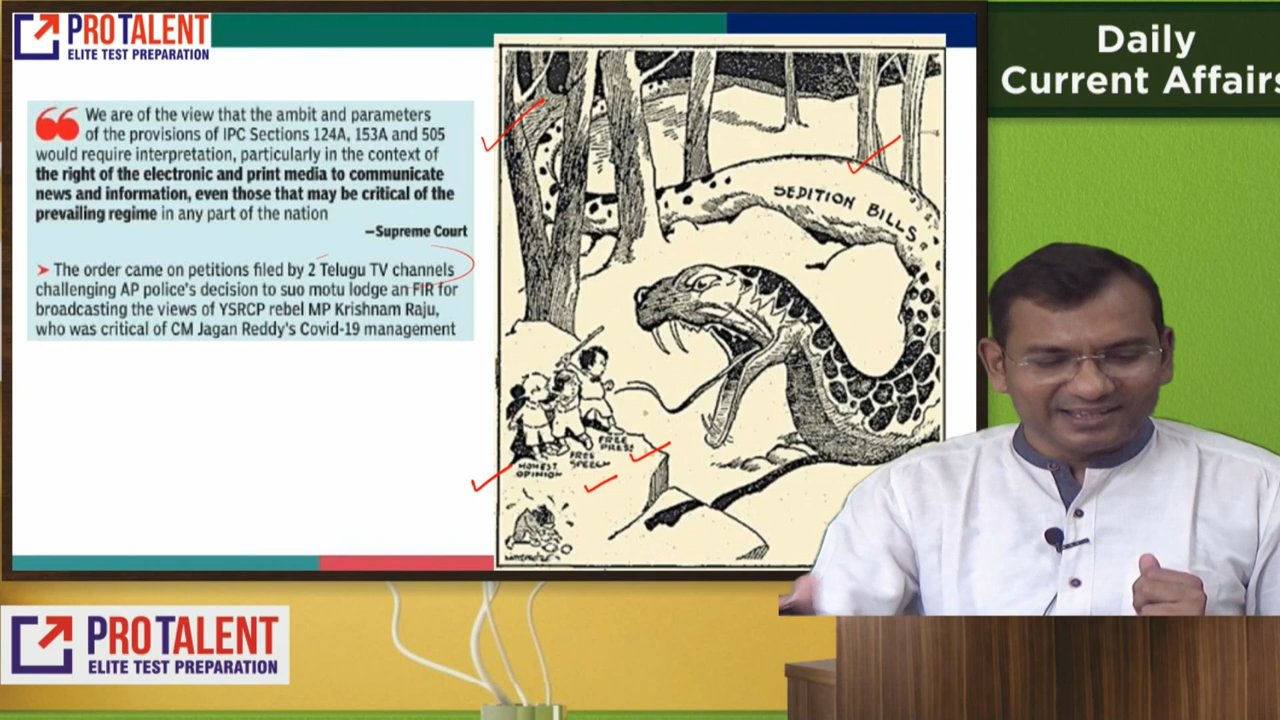 PROTALENT
ELITE TEST PREPARATION
Daily
Current Affairs
We are of the view that the ambit and parameters
of the provisions of IPC Sections 124A, 153A and 505
would require interpretation, particularly in the context of
the right of the electronic and print media to communicate
news and information, even those that may be critical of the
prevailing regime in any part of the nation
–Supreme Court
The order came on petitions filed by 2 Telugu TV channels
challenging AP police's decision to suo motu lodge an FIR for
broadcasting the views of YSRCP rebel MP Krishnam Raju,
who was critical of CM Jagan Reddy's Covid-19 management
SEDITION BILLS
FREE
PRESS
FREE
SPEECH
HONEST
OPINION
PROTALENT
ELITE TEST PREPARATION